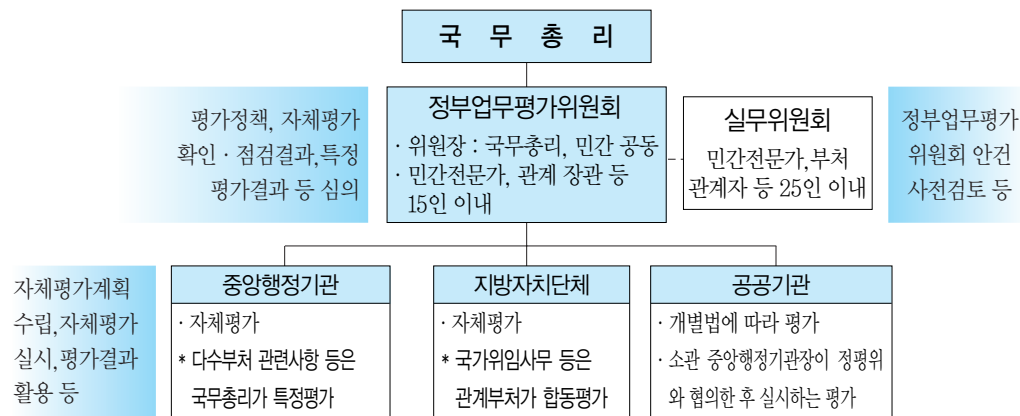 국 무 총 리
평가정책, 자체평가
확인 · 점검결과,특정
평가결과 등 심의
정부업무평가위원회
· 위원장 : 국무총리, 민간 공동
· 민간전문가, 관계 장관 등
15인 이내
실무위원회
민간전문가,부처
관계자 등 25인 이내
정부업무평가
위원회 안건
사전검토 등
자체평가계획
수립,자체평가
실시,평가결과
활용 등
중앙행정기관
· 자체평가
* 다수부처 관련사항 등은
국무총리가 특정평가
지방자치단체
· 자체평가
* 국가위임사무 등은
관계부처가 합동평가
공공기관
· 개별법에 따라 평가
· 소관 중앙행정기관장이 정평위
와 협의한 후 실시하는 평가